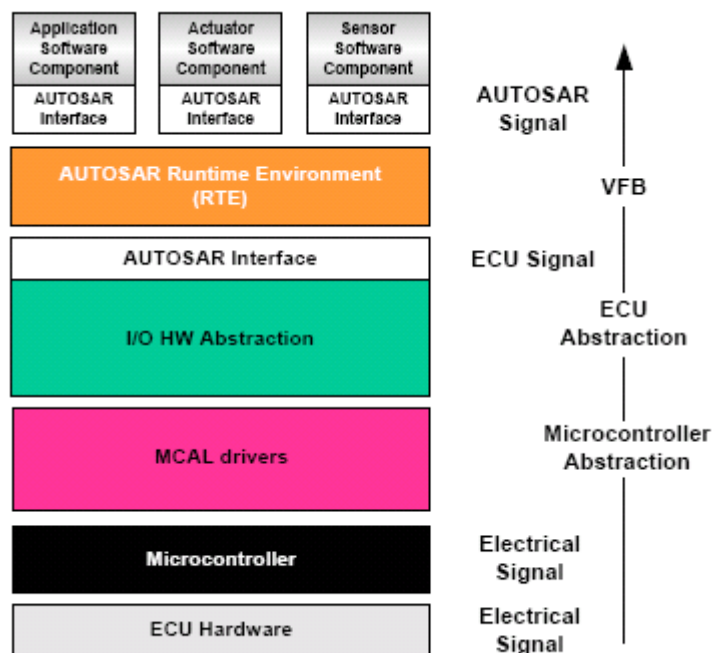 Application
Software
Component
AUTOSAR
Interface
Actuator
Software
Component
AUTOSAR
Interface
Sensor
Software
Component
AUTOSAR
Interface
AUTOSAR
Signal
AUTOSAR Runtime Environment
(RTE)
VFB
AUTOSAR Interface
ECU Signal
I/O HW Abstraction
ECU
Abstraction
MCAL drivers
Microcontroller
Abstraction
Microcontroller
Electrical
Signal
ECU Hardware
Electrical
Signal